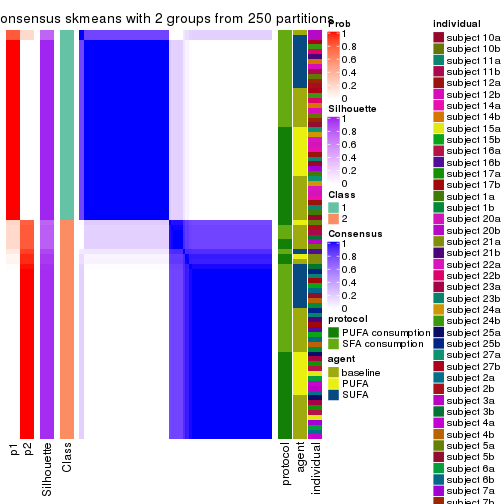 onsensus skmeans with 2 groups from 250 partitions
Prob
1
0.8
0.6
0.4
0.2
0
Silhouette
1
0.8
0.6
0.4
0.2
0
Class
1
2
Consensus
1
0.8
0.6
0.4
0.2
0
protocol
PUFA consumption
SFA consumption
agent
baseline
PUFA
SUFA
individual
subject 10a
subject 10b
subject 11a
subject 11b
subject 12a
subject 12b
subject 14a
subject 14b
subject 15a
subject 15b
subject 16a
subject 16b
subject 17a
subject 17b
subject 1a
subject 1b
subject 20a
subject 20b
subject 21a
subject 21b
subject 22a
subject 22b
subject 23a
subject 23b
subject 24a
subject 24b
subject 25a
subject 25b
subject 27a
subject 27b
subject 2a
subject 2b
subject 3a
subject 3b
subject 4a
subject 4b
subject 5a
subject 5b
subject 6a
subject 6b
subject 7a
subject 7b
p1
p2
Silhouette
Class
protocol
agent
individual